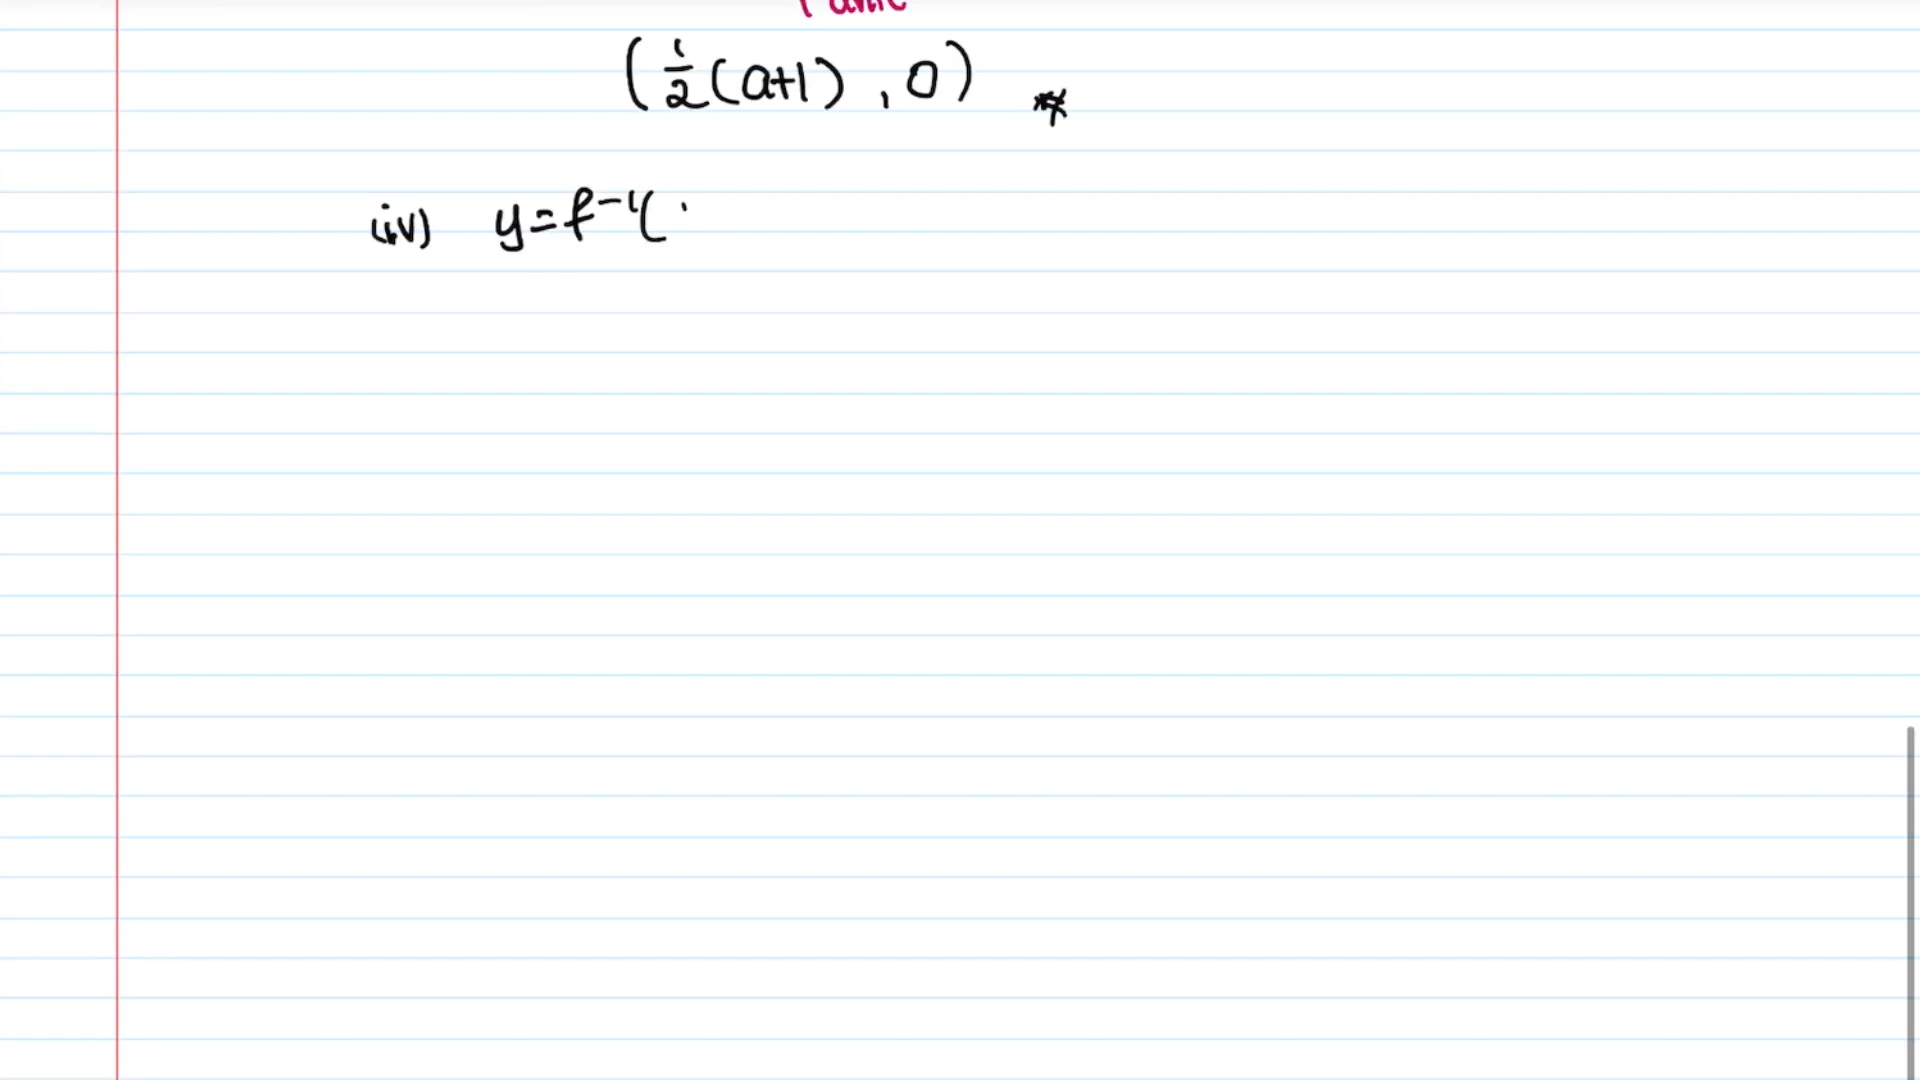 (½(a+1), 0) *
(iv) y=f⁻¹(